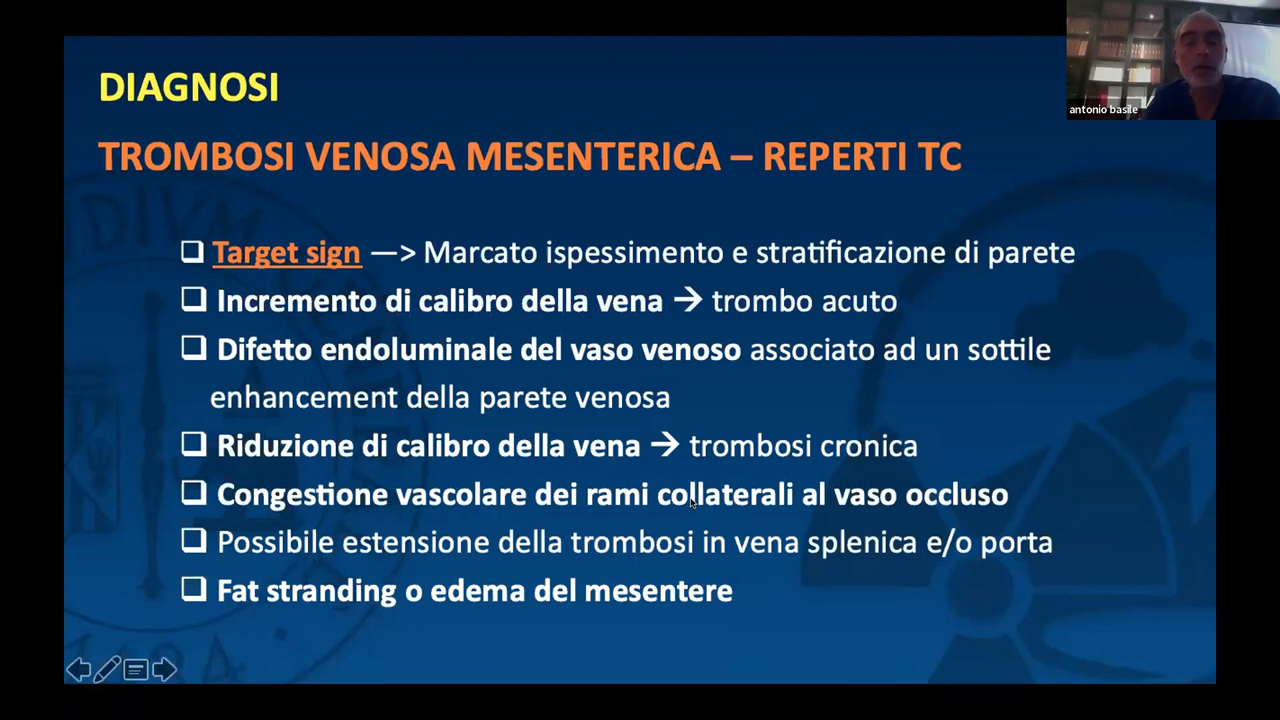 antonio basile
DIAGNOSI
TROMBOSI VENOSA MESENTERICA – REPERTI TC
❑ Target sign —> Marcato ispessimento e stratificazione di parete
❑ Incremento di calibro della vena → trombo acuto
❑ Difetto endoluminale del vaso venoso associato ad un sottile
enhancement della parete venosa
❑ Riduzione di calibro della vena → trombosi cronica
❑ Congestione vascolare dei rami collaterali al vaso occluso
❑ Possibile estensione della trombosi in vena splenica e/o porta
❑ Fat stranding o edema del mesentere